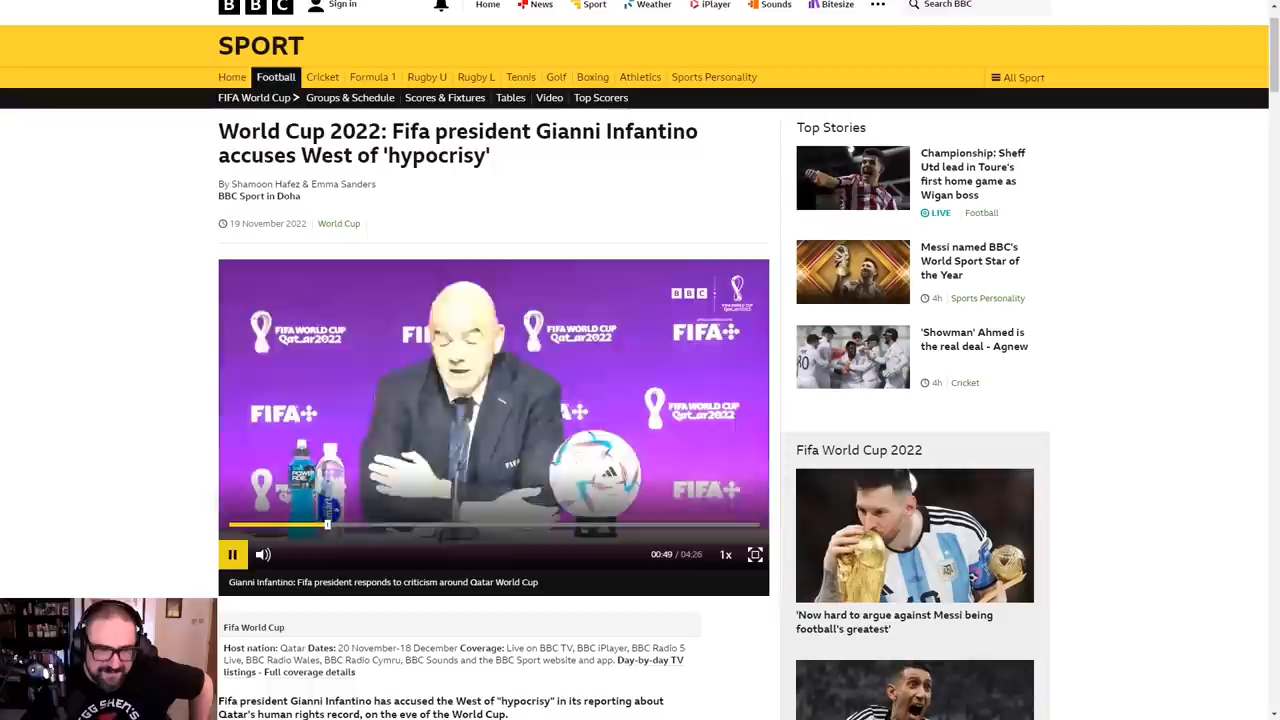 BBC Sign in Home News Sport Weather iPlayer Sounds Bitesize Search BBC
SPORT
Home Football Cricket Formula 1 Rugby U Rugby L Tennis Golf Boxing Athletics Sports Personality All Sport
FIFA World Cup > Groups & Schedule Scores & Fixtures Tables Video Top Scorers
World Cup 2022: Fifa president Gianni Infantino
accuses West of 'hypocrisy'
By Shamoon Hafez & Emma Sanders
BBC Sport in Doha
19 November 2022 World Cup
BBC
FIFA WORLD CUP
Qatar2022
FIFA WORLD CUP
Qatar2022
FIFA+
FIFA+
FIFA WORLD CUP
Qatar2022
FIFA+
00:49 / 04:26 1x
Gianni Infantino: Fifa president responds to criticism around Qatar World Cup
Fifa World Cup
Host nation: Qatar Dates: 20 November-18 December Coverage: Live on BBC TV, BBC iPlayer, BBC Radio 5
Live, BBC Radio Wales, BBC Radio Cymru, BBC Sounds and the BBC Sport website and app. Day-by-day TV
listings - Full coverage details
Fifa president Gianni Infantino has accused the West of "hypocrisy" in its reporting about
Qatar's human rights record, on the eve of the World Cup.
Top Stories
Championship: Sheff
Utd lead in Toure's
first home game as
Wigan boss
LIVE Football
Messi named BBC's
World Sport Star of
the Year
4h Sports Personality
'Showman' Ahmed is
the real deal - Agnew
4h Cricket
Fifa World Cup 2022
'Now hard to argue against Messi being
football's greatest'